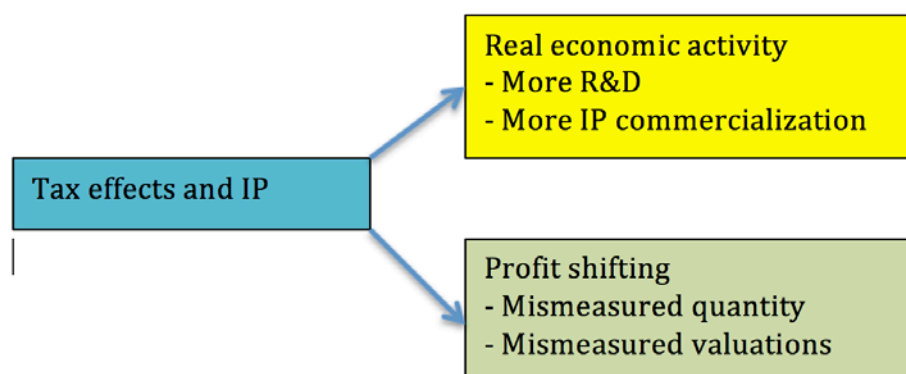 Real economic activity
- More R&D
- More IP commercialization
Tax effects and IP
Profit shifting
- Mismeasured quantity
- Mismeasured valuations